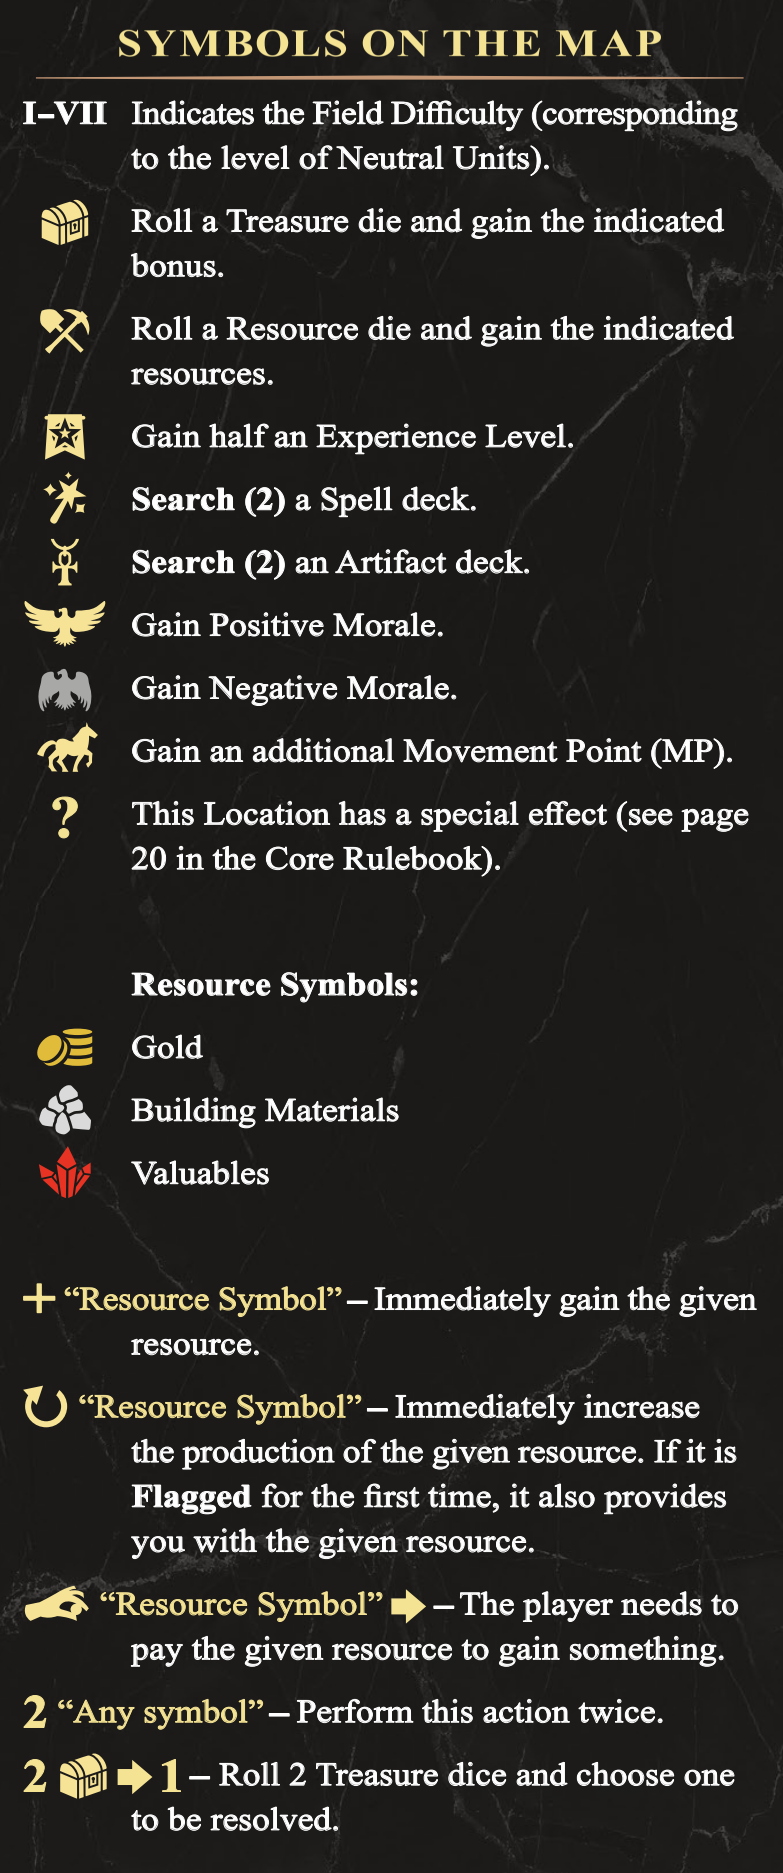 SYMBOLS ON THE MAP
I–VII Indicates the Field Difficulty (corresponding
to the level of Neutral Units).
Roll a Treasure die and gain the indicated
bonus.
Roll a Resource die and gain the indicated
resources.
Gain half an Experience Level.
Search (2) a Spell deck.
Search (2) an Artifact deck.
Gain Positive Morale.
Gain Negative Morale.
Gain an additional Movement Point (MP).
? This Location has a special effect (see page
20 in the Core Rulebook).
Resource Symbols:
Gold
Building Materials
Valuables
+ “Resource Symbol” – Immediately gain the given
resource.
“Resource Symbol” – Immediately increase
the production of the given resource. If it is
Flagged for the first time, it also provides
you with the given resource.
“Resource Symbol” – The player needs to
pay the given resource to gain something.
2 “Any symbol” – Perform this action twice.
2 1 – Roll 2 Treasure dice and choose one
to be resolved.